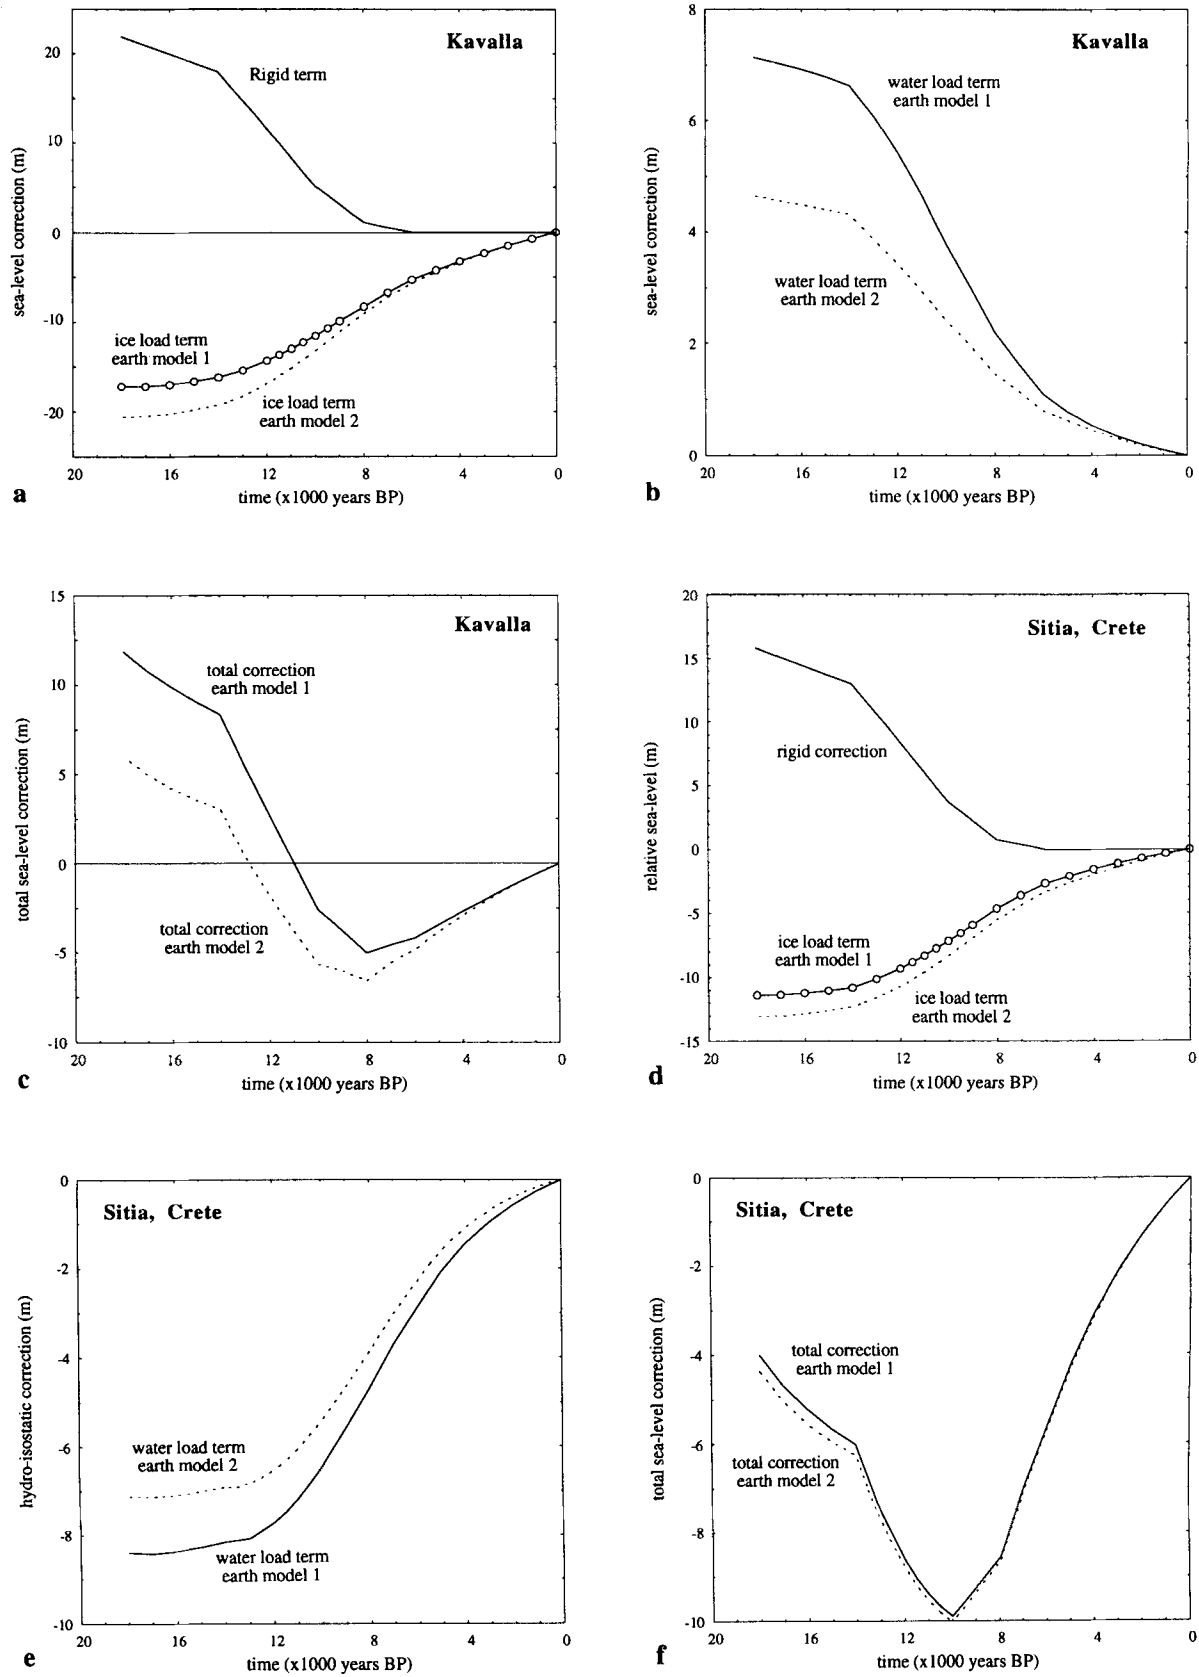 Kavalla
Rigid term
ice load term
earth model 1
ice load term
earth model 2
20
10
0
-10
-20
20
16
12
8
4
0
sea-level correction (m)
time (x1000 years BP)
a
Kavalla
water load term
earth model 1
water load term
earth model 2
8
6
4
2
0
20
16
12
8
4
0
sea-level correction (m)
time (x1000 years BP)
b
Kavalla
total correction
earth model 1
total correction
earth model 2
15
10
5
0
-5
-10
20
16
12
8
4
0
total sea-level correction (m)
time (x1000 years BP)
c
Sitia, Crete
rigid correction
ice load term
earth model 1
ice load term
earth model 2
20
15
10
5
0
-5
-10
-15
20
16
12
8
4
0
relative sea-level (m)
time (x1000 years BP)
d
Sitia, Crete
water load term
earth model 2
water load term
earth model 1
0
-2
-4
-6
-8
-10
20
16
12
8
4
0
hydro-isostatic correction (m)
time (x1000 years BP)
e
Sitia, Crete
total correction
earth model 1
total correction
earth model 2
0
-2
-4
-6
-8
-10
20
16
12
8
4
0
total sea-level correction (m)
time (x1000 years BP)
f